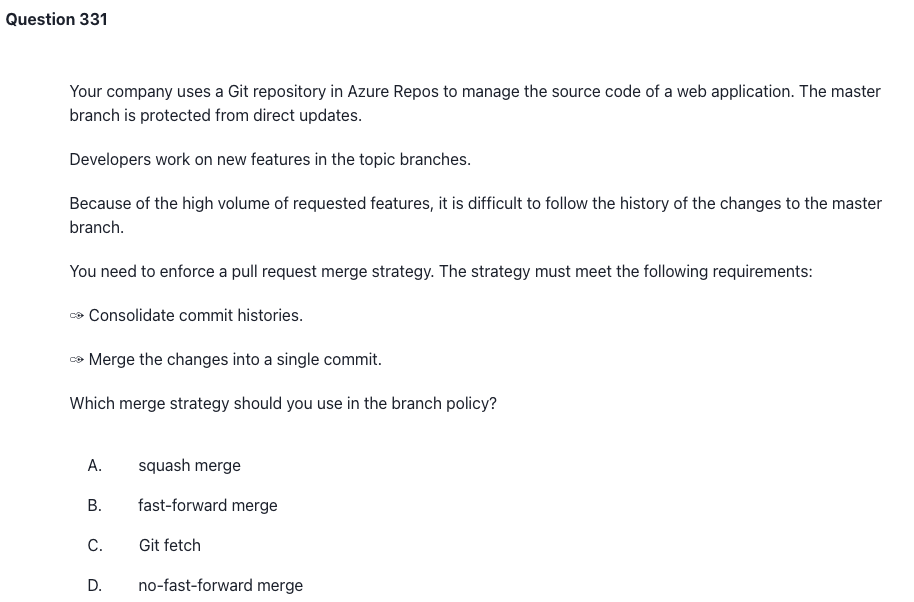 Question 331
Your company uses a Git repository in Azure Repos to manage the source code of a web application. The master
branch is protected from direct updates.
Developers work on new features in the topic branches.
Because of the high volume of requested features, it is difficult to follow the history of the changes to the master
branch.
You need to enforce a pull request merge strategy. The strategy must meet the following requirements:
✑ Consolidate commit histories.
✑ Merge the changes into a single commit.
Which merge strategy should you use in the branch policy?
A. squash merge
B. fast-forward merge
C. Git fetch
D. no-fast-forward merge